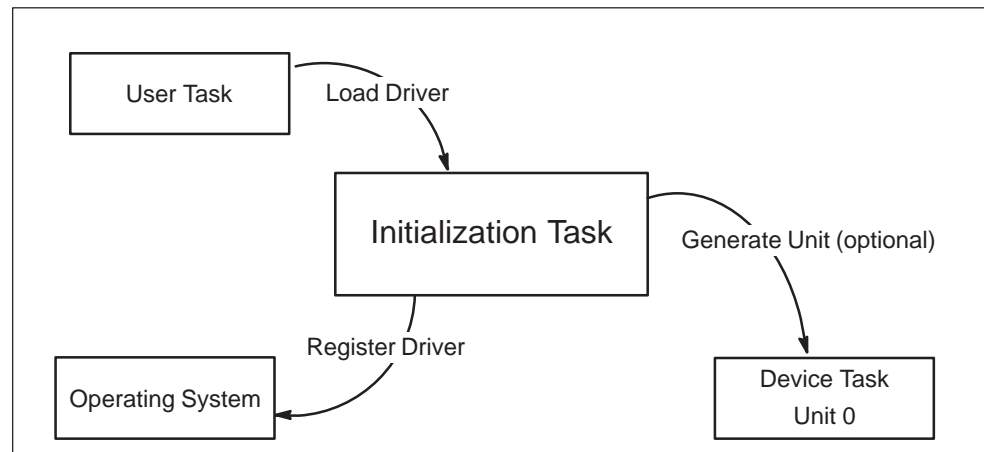 User Task
Load Driver
Initialization Task
Generate Unit (optional)
Register Driver
Operating System
Device Task
Unit 0